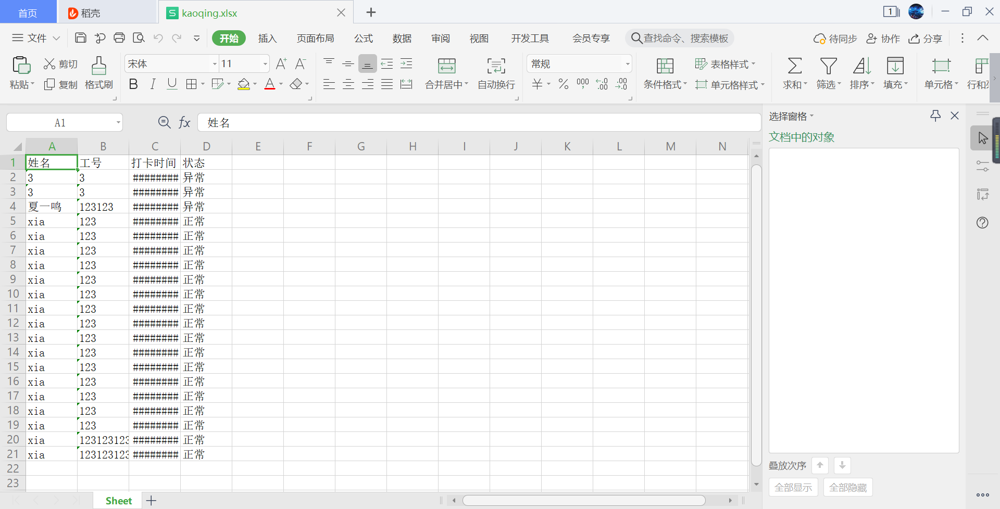 首页 稻壳 S kaoqing.xlsx 1
文件 开始 插入 页面布局 公式 数据 审阅 视图 开发工具 会员专享 查找命令、搜索模板 待同步 协作 分享
剪切 宋体 11 常规 表格样式
粘贴 复制 格式刷 B I U A 合并居中 自动换行 ¥ % 000 条件格式 单元格样式 求和 筛选 排序 填充 单元格 行和
A1 fx 姓名 选择窗格
文档中的对象
A B C D E F G H I J K L M N
1 姓名 工号 打卡时间 状态
2 3 3 ######## 异常
3 3 3 ######## 异常
4 夏一鸣 123123 ######## 异常
5 xia 123 ######## 正常
6 xia 123 ######## 正常
7 xia 123 ######## 正常
8 xia 123 ######## 正常
9 xia 123 ######## 正常
10 xia 123 ######## 正常
11 xia 123 ######## 正常
12 xia 123 ######## 正常
13 xia 123 ######## 正常
14 xia 123 ######## 正常
15 xia 123 ######## 正常
16 xia 123 ######## 正常
17 xia 123 ######## 正常
18 xia 123 ######## 正常
19 xia 123 ######## 正常
20 xia 123123123 ######## 正常
21 xia 123123123 ######## 正常
22
23
叠放次序
全部显示 全部隐藏
Sheet